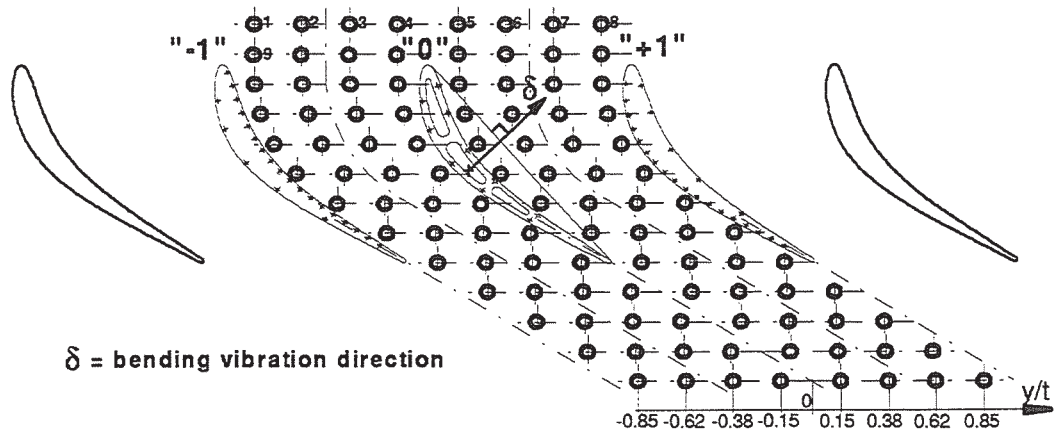 1 2 3 4 5 6 7 8
"-1" 9 "0" "+1"
δ
δ = bending vibration direction
0 y/t
-0.85 -0.62 -0.38 -0.15 0.15 0.38 0.62 0.85